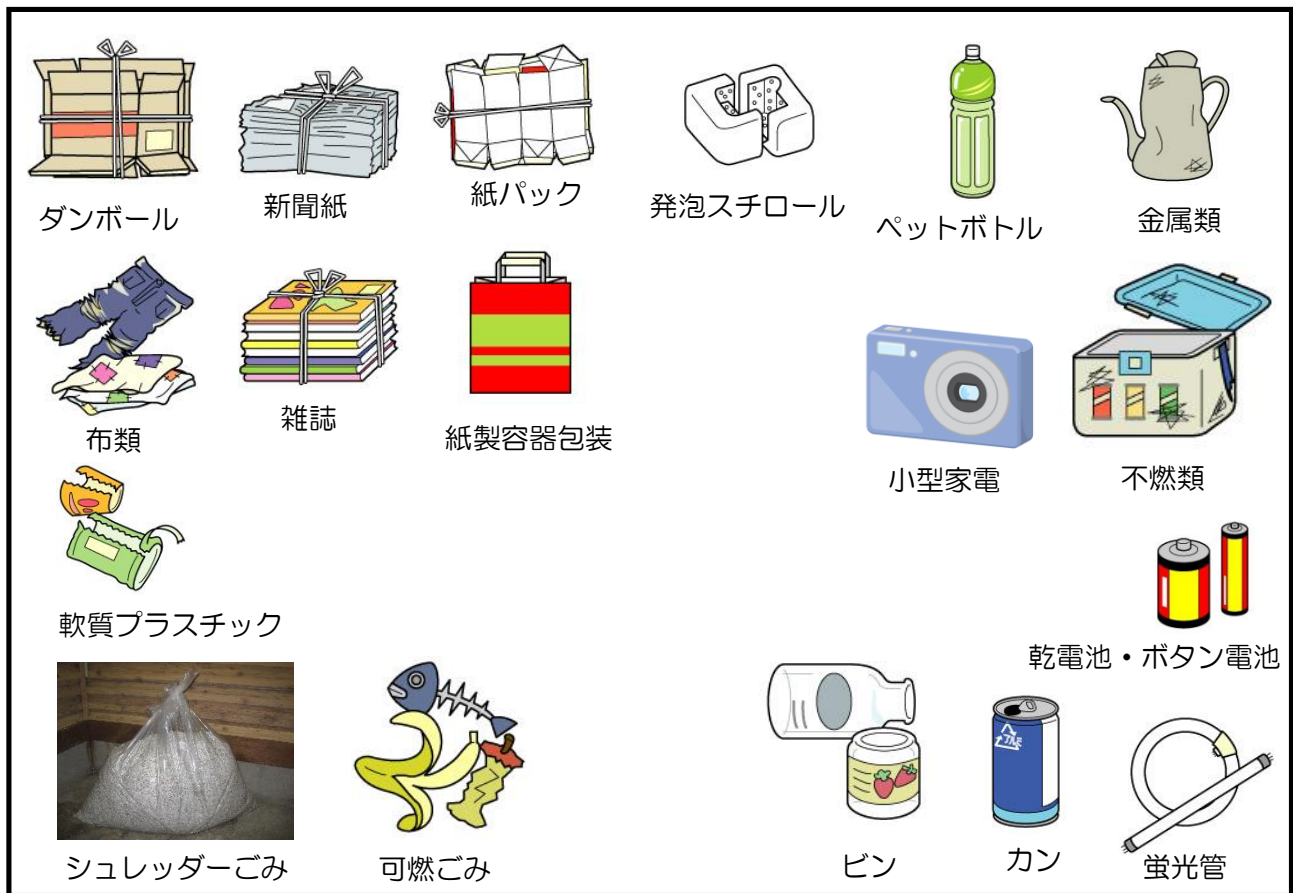 ダンボール
新聞紙
紙パック
発泡スチロール
ペットボトル
金属類
布類
雑誌
紙製容器包装
小型家電
不燃類
軟質プラスチック
乾電池・ボタン電池
シュレッダーごみ
可燃ごみ
ビン
カン
蛍光管